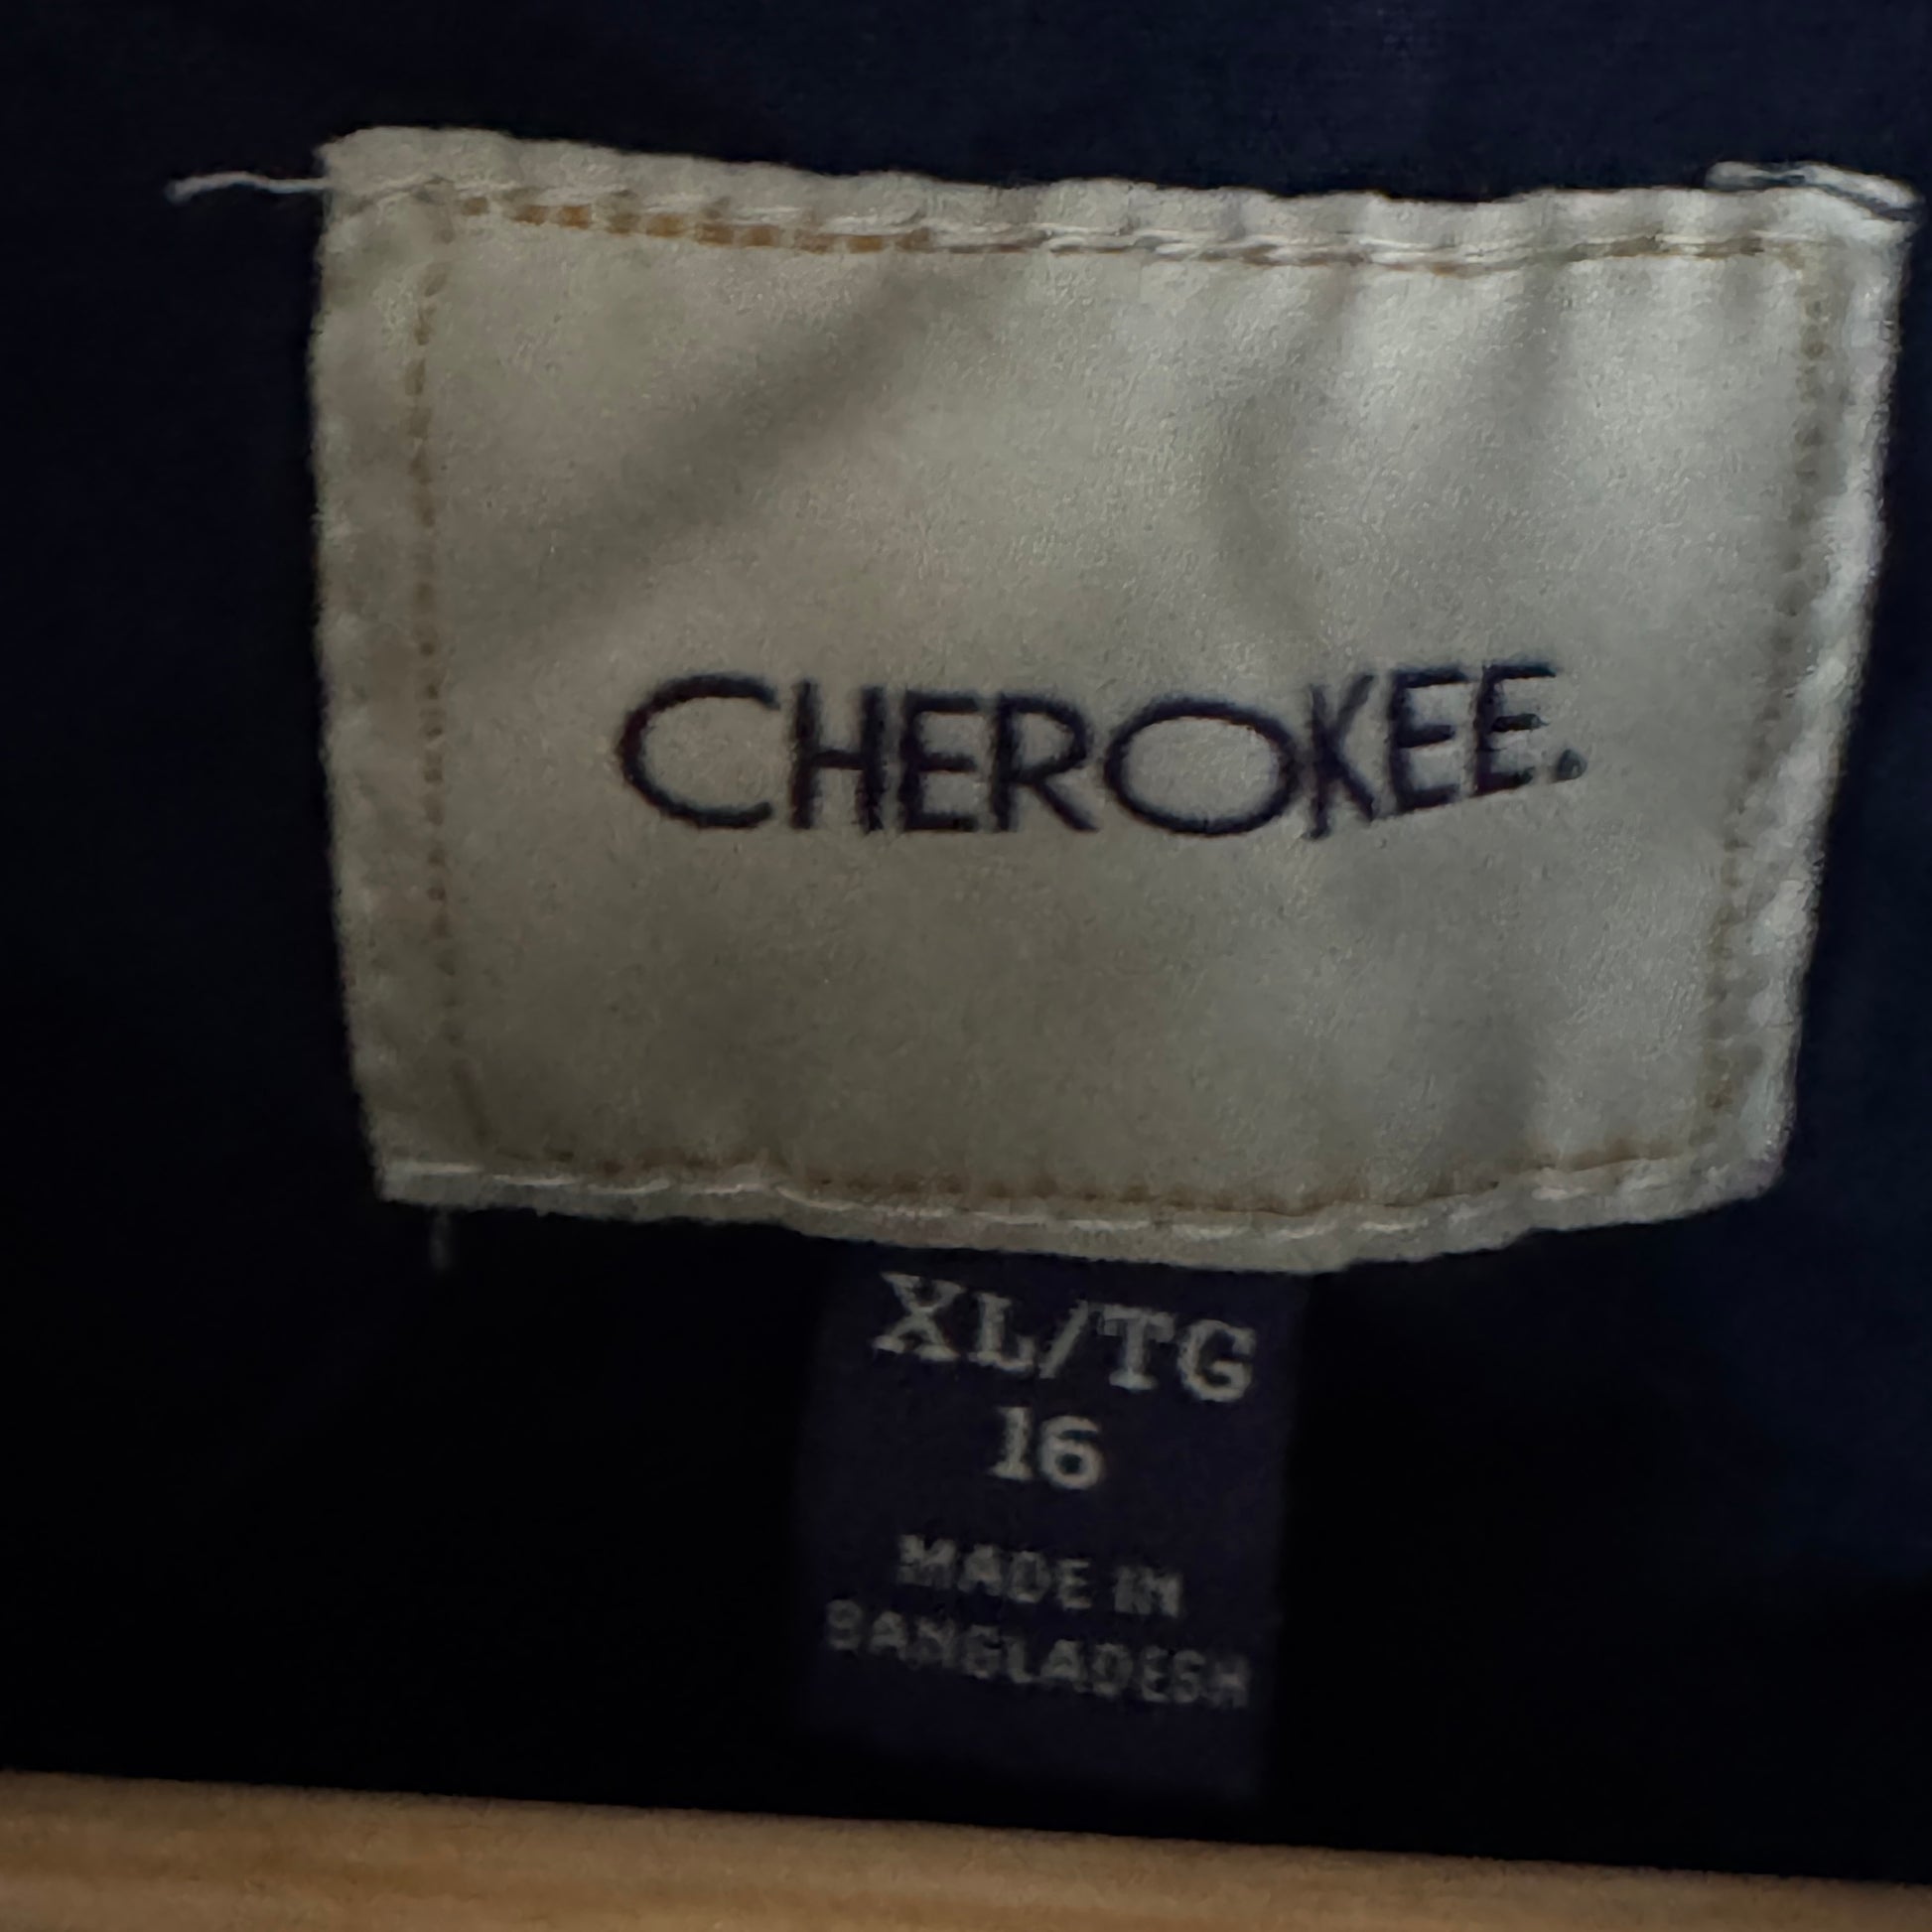 CHEROKEE.
XL/TG
16
MADE IN
BANGLADESH